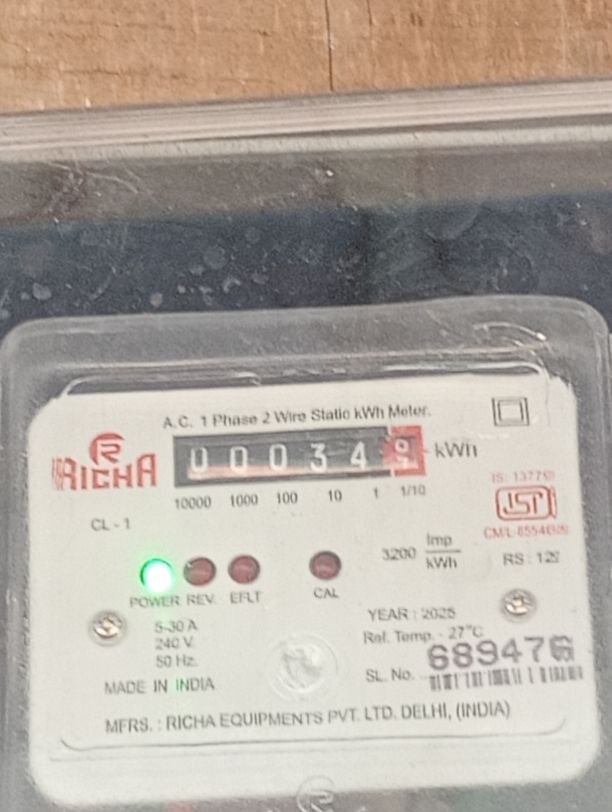 A.C. 1 Phase 2 Wire Static kWh Meter.
R
RICHA
0 0 0 3 4 9 kWh
10000 1000 100 10 1 1/10
CL - 1
ISI
3200 Imp/kWh
POWER REV. EFLT CAL
YEAR : 2025
5-30 A
Ref. Temp. - 27°C
240 V
50 Hz.
SL. No. 689476
MADE IN INDIA
MFRS. : RICHA EQUIPMENTS PVT. LTD. DELHI, (INDIA)